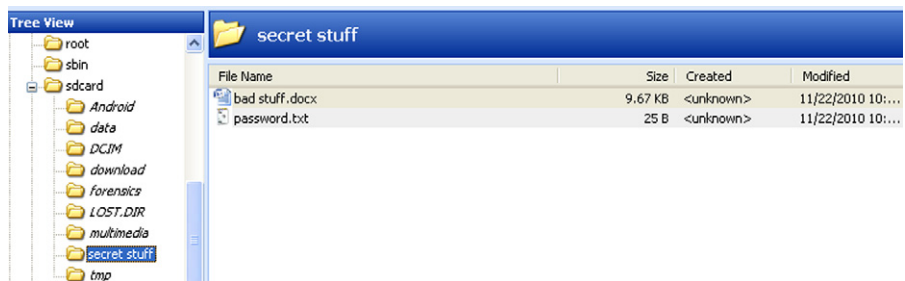 Tree View
root
sbin
sdcard
Android
data
DCIM
download
forensics
LOST.DIR
multimedia
secret stuff
tmp
secret stuff
File Name Size Created Modified
bad stuff.docx 9.67 KB <unknown> 11/22/2010 10:...
password.txt 25 B <unknown> 11/22/2010 10:...